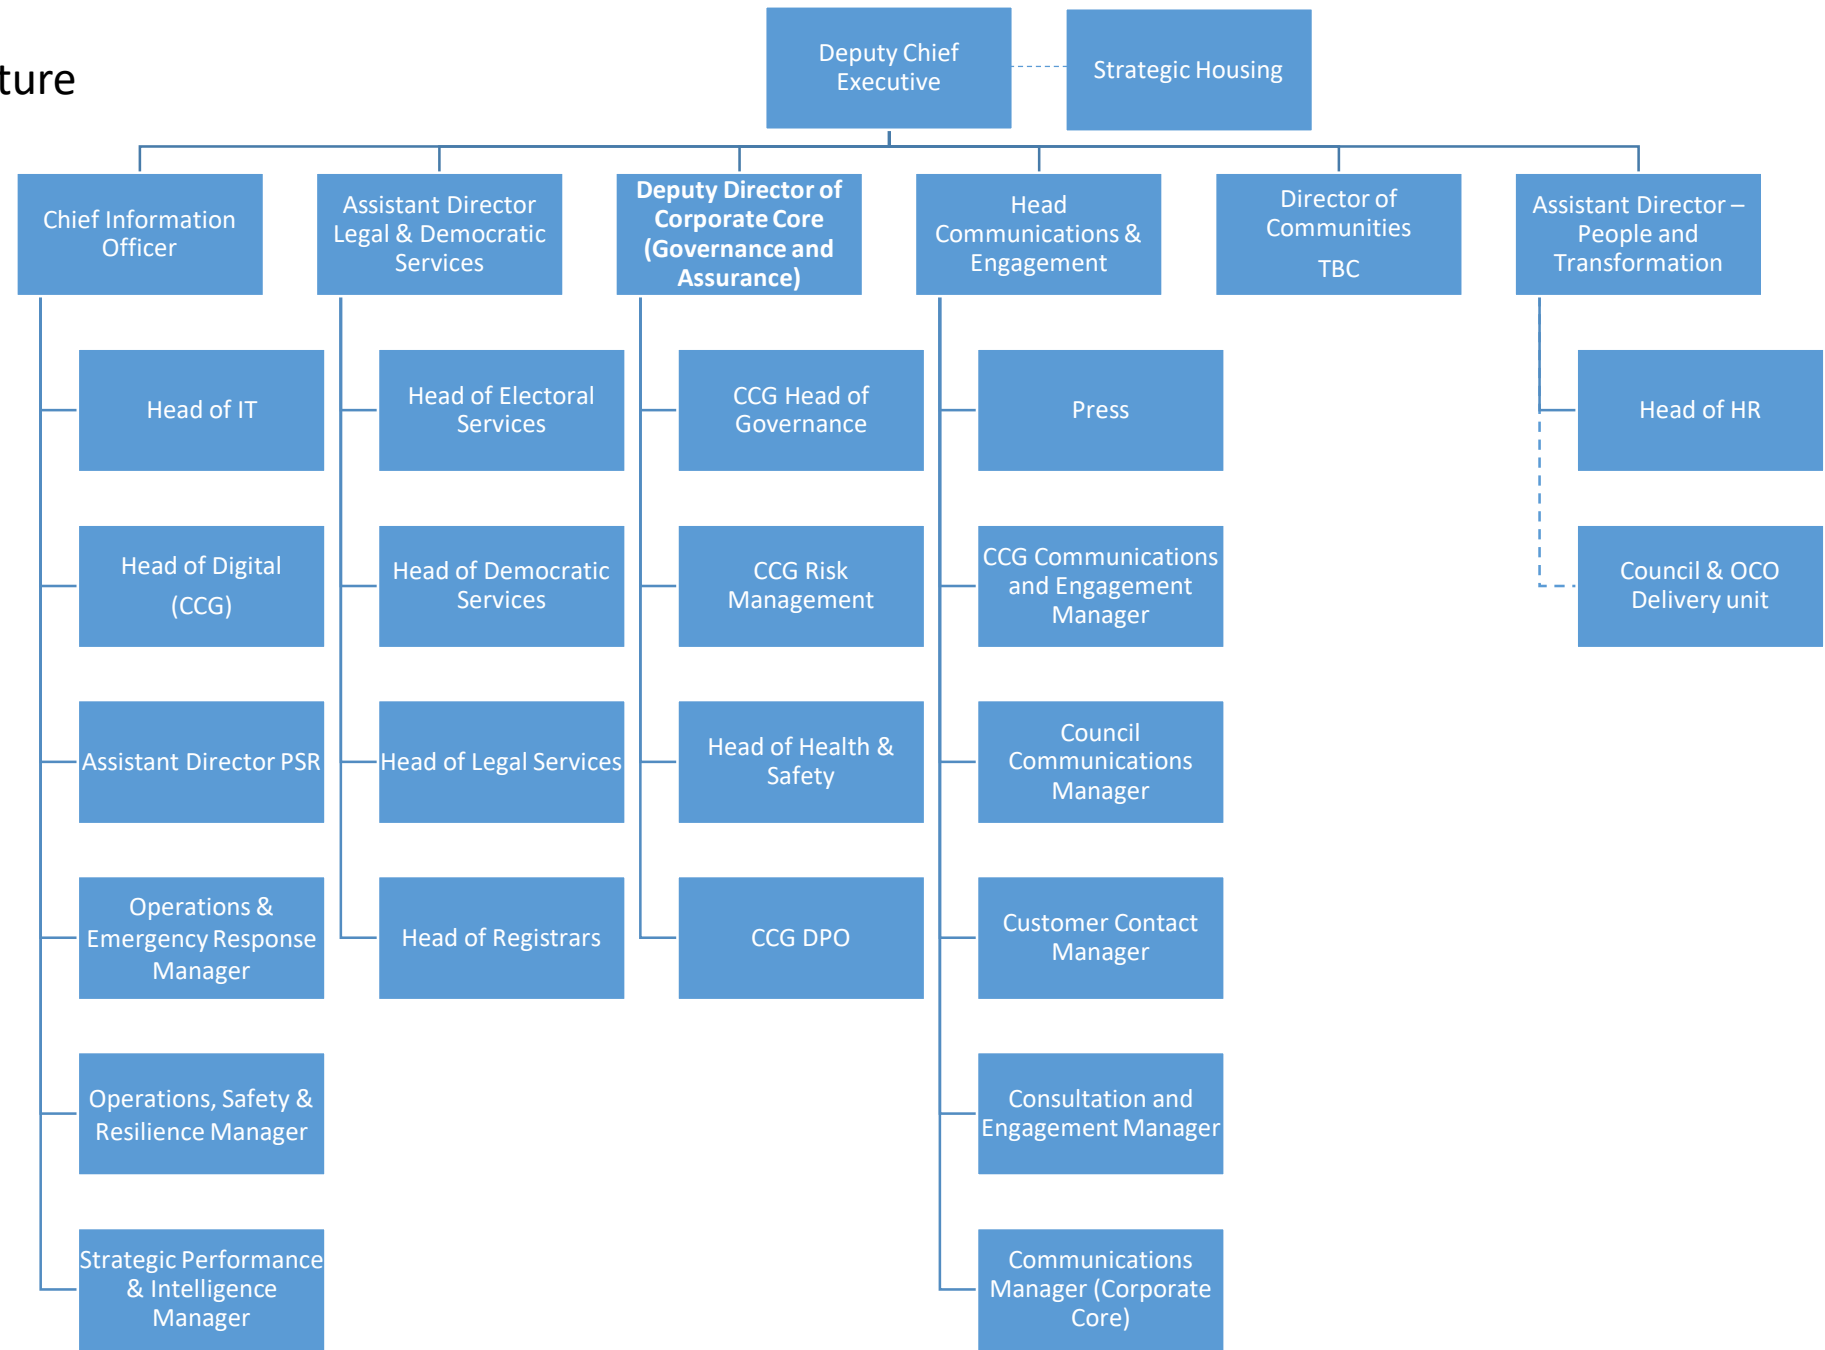 ture
Deputy Chief
Executive
Strategic Housing
Chief Information
Officer
Assistant Director
Legal & Democratic
Services
Deputy Director of
Corporate Core
(Governance and
Assurance)
Head
Communications &
Engagement
Director of
Communities
TBC
Assistant Director –
People and
Transformation
Head of IT
Head of Digital
(CCG)
Assistant Director PSR
Operations &
Emergency Response
Manager
Operations, Safety &
Resilience Manager
Strategic Performance
& Intelligence
Manager
Head of Electoral
Services
Head of Democratic
Services
Head of Legal Services
Head of Registrars
CCG Head of
Governance
CCG Risk
Management
Head of Health &
Safety
CCG DPO
Press
CCG Communications
and Engagement
Manager
Council
Communications
Manager
Customer Contact
Manager
Consultation and
Engagement Manager
Communications
Manager (Corporate
Core)
Head of HR
Council & OCO
Delivery unit